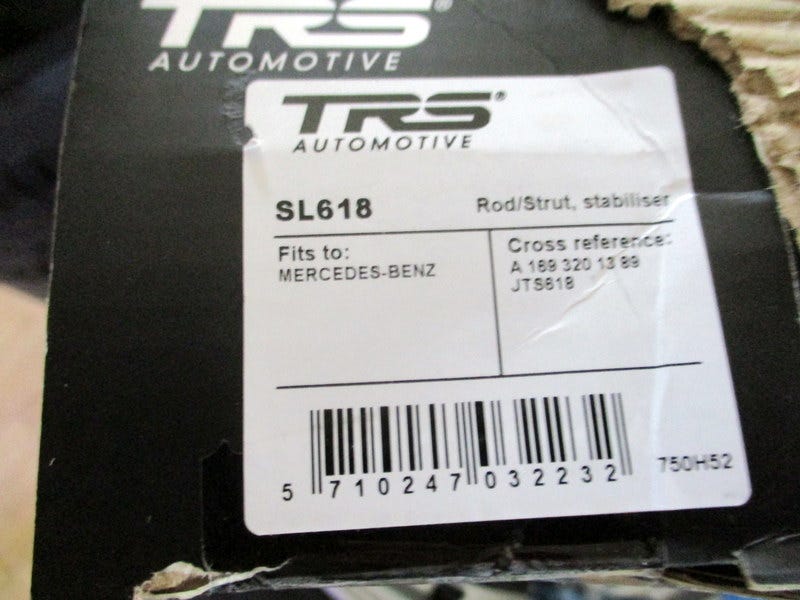 TRS®
AUTOMOTIVE
TRS®
AUTOMOTIVE
SL618
Rod/Strut, stabiliser
Fits to:
MERCEDES-BENZ
Cross reference:
A 169 320 13 89
JTS618
5 710247 032232
750H52